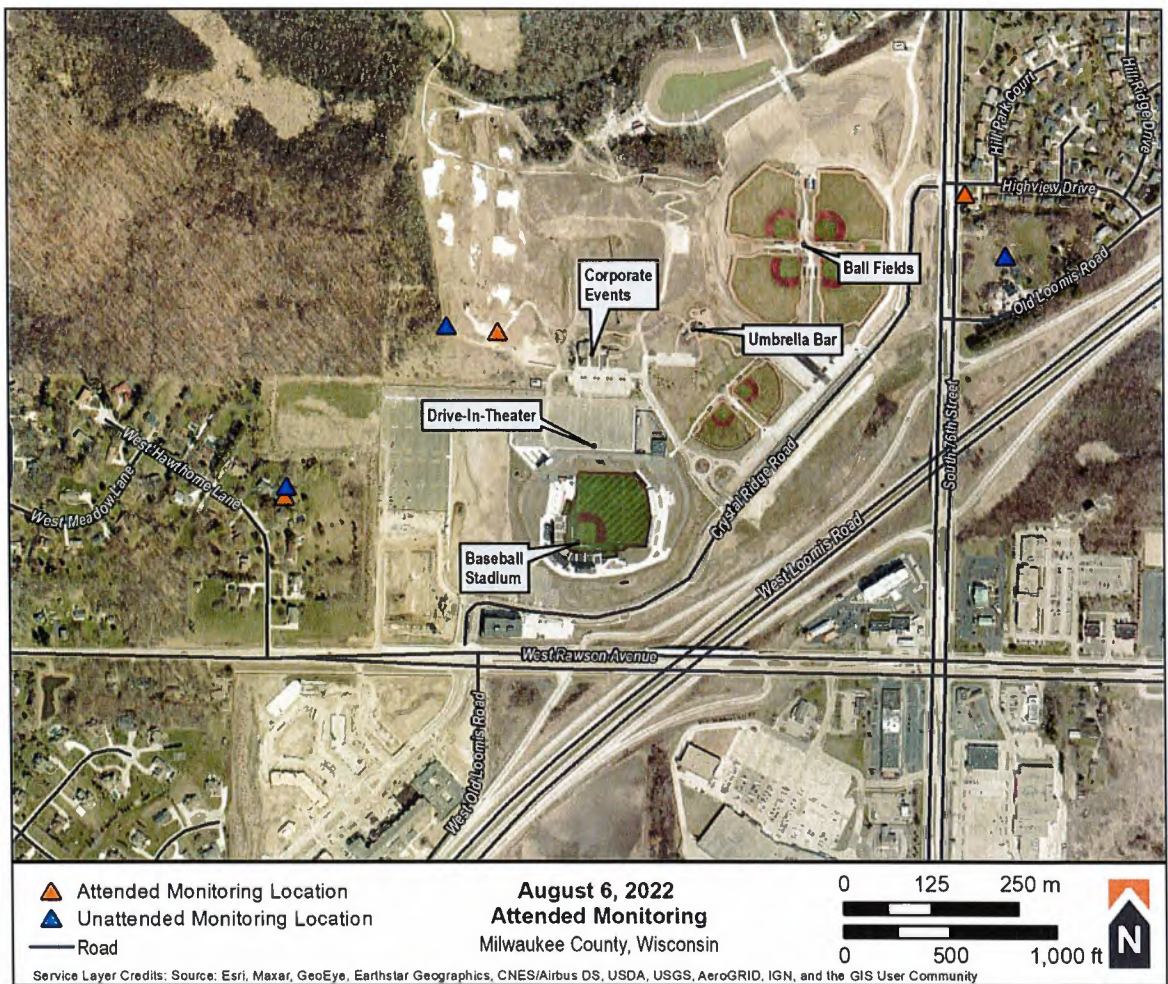 Hill Park Court
Hill Ridge Drive
Highview Drive
Ball Fields
Corporate
Events
Old Loomis Road
Umbrella Bar
Drive-In-Theater
South 76th Street
West Hawthorne Lane
Crystal Ridge Road
West Meadow Lane
West Loomis Road
Baseball
Stadium
West Rawson Avenue
West Old Loomis Road
Attended Monitoring Location
Unattended Monitoring Location
Road
August 6, 2022
Attended Monitoring
Milwaukee County, Wisconsin
0 125 250 m
0 500 1,000 ft
N
Service Layer Credits: Source: Esri, Maxar, GeoEye, Earthstar Geographics, CNES/Airbus DS, USDA, USGS, AeroGRID, IGN, and the GIS User Community